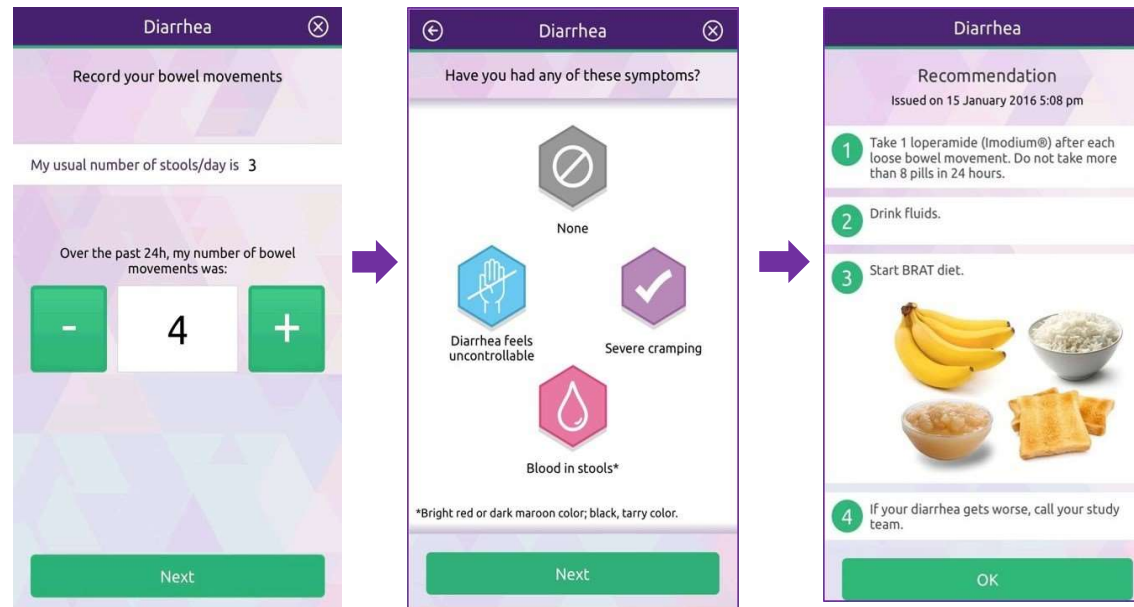 Diarrhea
Record your bowel movements
My usual number of stools/day is 3
Over the past 24h, my number of bowel
movements was:
- 4 +
Next
Diarrhea
Have you had any of these symptoms?
None
Diarrhea feels
uncontrollable
Severe cramping
Blood in stools*
*Bright red or dark maroon color; black, tarry color.
Next
Diarrhea
Recommendation
Issued on 15 January 2016 5:08 pm
1 Take 1 loperamide (Imodium®) after each
loose bowel movement. Do not take more
than 8 pills in 24 hours.
2 Drink fluids.
3 Start BRAT diet.
4 If your diarrhea gets worse, call your study
team.
OK